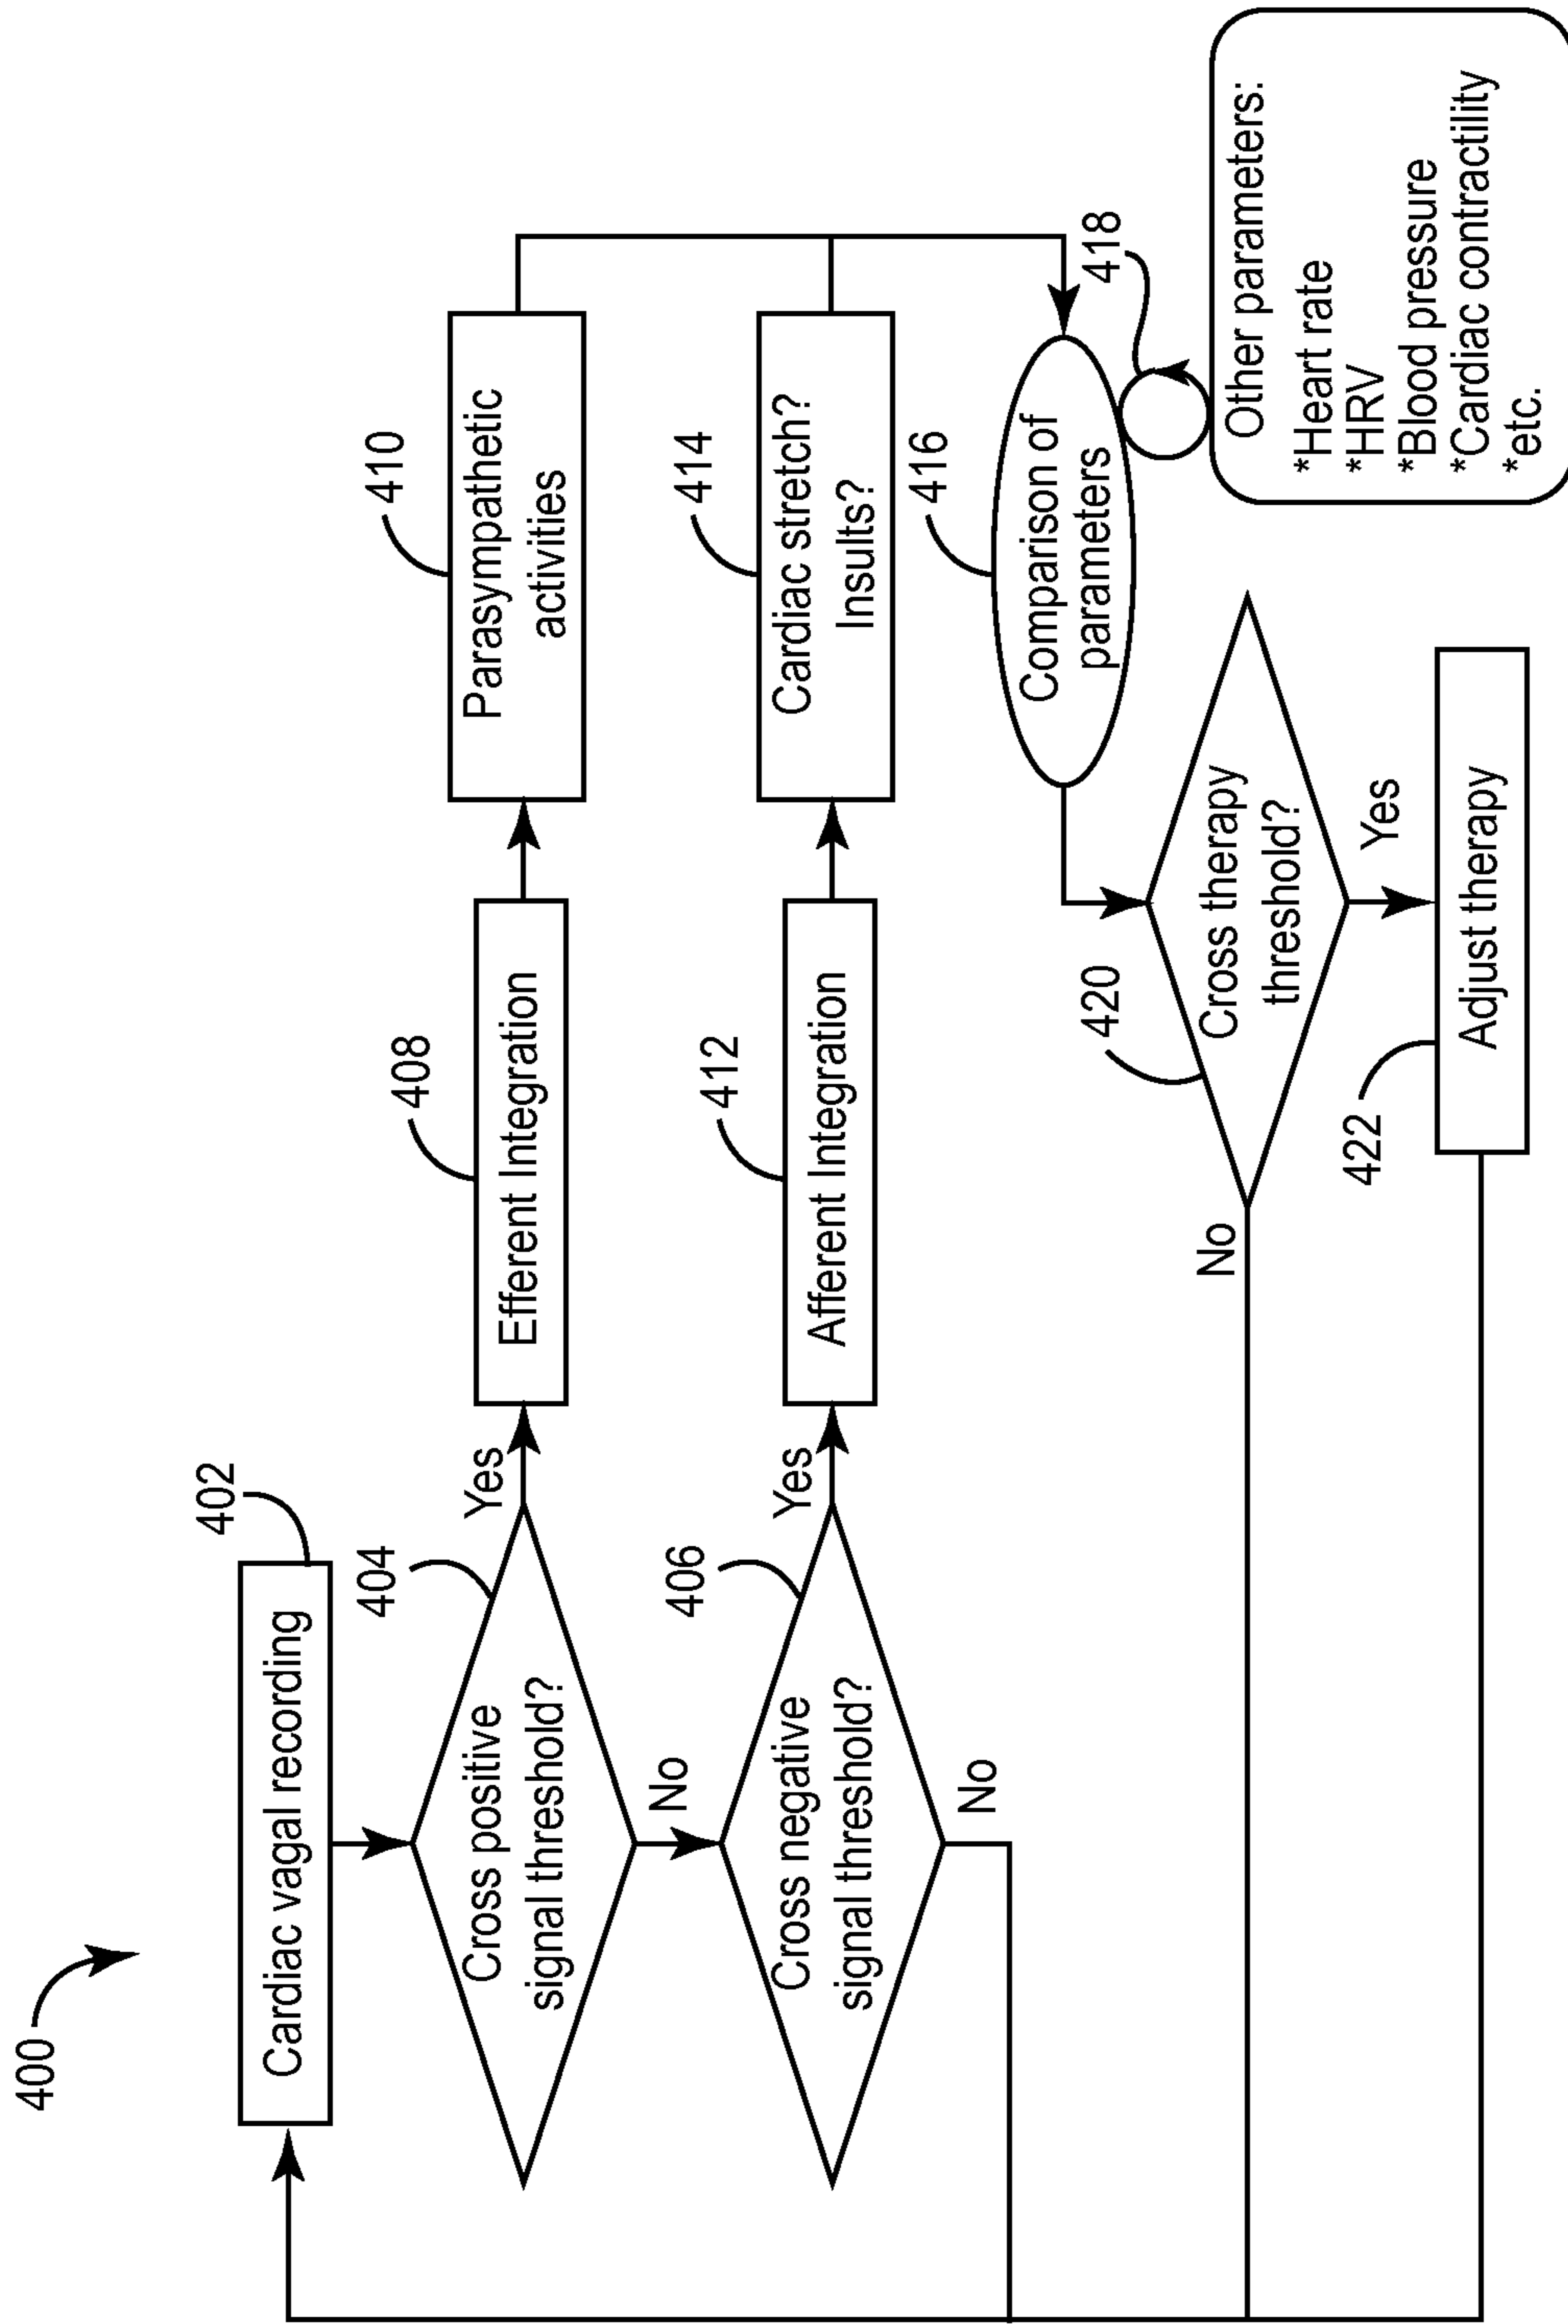 400
402
Cardiac vagal recording
404
Cross positive
signal threshold?
Yes
408
Efferent Integration
410
Parasympathetic
activities
No
406
Cross negative
signal threshold?
Yes
412
Afferent Integration
414
Cardiac stretch?
Insults?
No
416
Comparison of
parameters
418
Other parameters:
*Heart rate
*HRV
*Blood pressure
*Cardiac contractility
*etc.
420
Cross therapy
threshold?
No
Yes
422
Adjust therapy